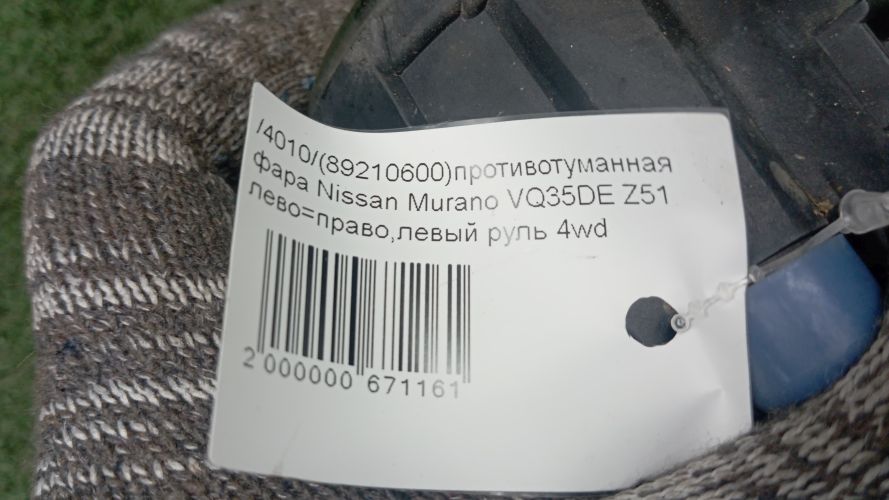 /4010/(89210600)противотуманная
фара Nissan Murano VQ35DE Z51
лево=право,левый руль 4wd
2 000000 671161